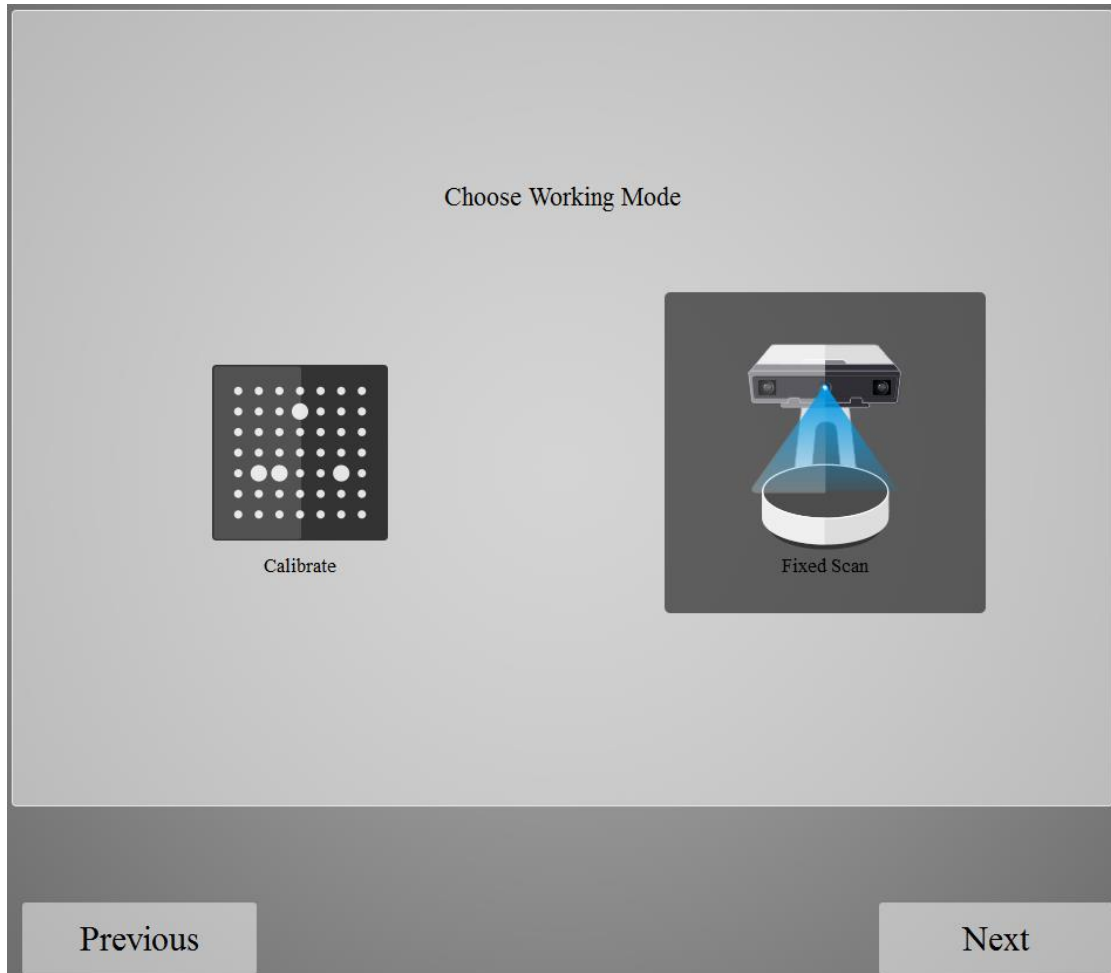 Choose Working Mode
Calibrate
Fixed Scan
Previous
Next